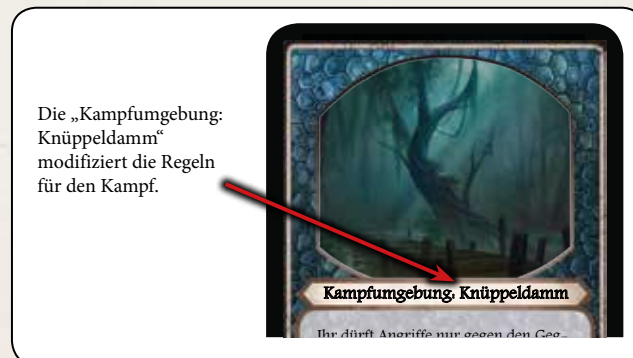 Die „Kampfumgebung:
Knüppeldamm“
modifiziert die Regeln
für den Kampf.
Kampfumgebung: Knüppeldamm
Ihr dürft Angriffe nur gegen den Geg-